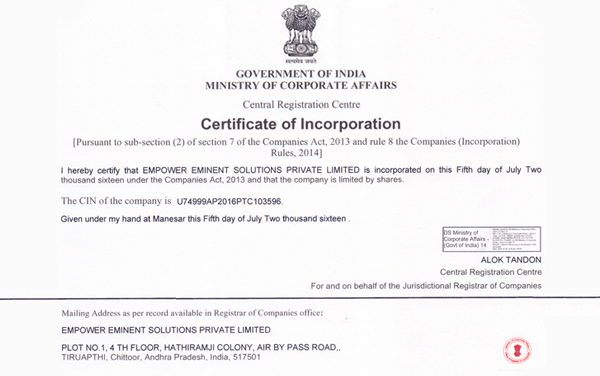 सत्यमेव जयते
GOVERNMENT OF INDIA
MINISTRY OF CORPORATE AFFAIRS
Central Registration Centre
Certificate of Incorporation
[Pursuant to sub-section (2) of section 7 of the Companies Act, 2013 and rule 8 the Companies (Incorporation)
Rules, 2014]
I hereby certify that EMPOWER EMINENT SOLUTIONS PRIVATE LIMITED is incorporated on this Fifth day of July Two
thousand sixteen under the Companies Act, 2013 and that the company is limited by shares.
The CIN of the company is U74999AP2016PTC103596.
Given under my hand at Manesar this Fifth day of July Two thousand sixteen .
DS Ministry of
Corporate Affairs -
(Govt of India) 14
ALOK TANDON
Central Registration Centre
For and on behalf of the Jurisdictional Registrar of Companies
Mailing Address as per record available in Registrar of Companies office:
EMPOWER EMINENT SOLUTIONS PRIVATE LIMITED
PLOT NO.1, 4 TH FLOOR, HATHIRAMJI COLONY, AIR BY PASS ROAD,,
TIRUAPTHI, Chittoor, Andhra Pradesh, India, 517501